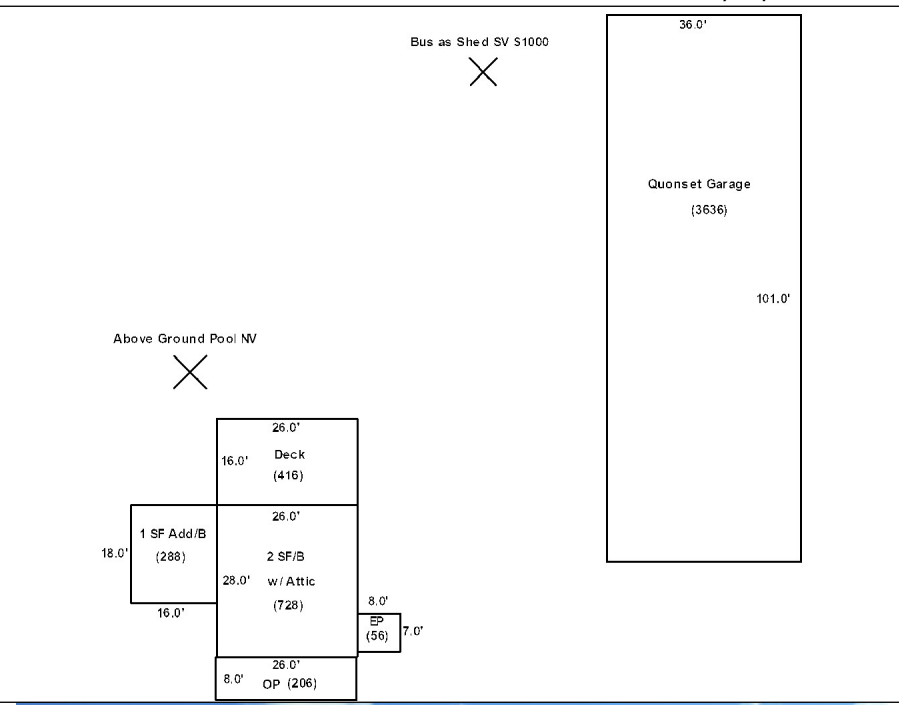 36.0'
Bus as Shed SV $1000
Quonset Garage
(3636)
101.0'
Above Ground Pool NV
26.0'
16.0'
Deck
(416)
26.0'
1 SF Add/B
(288)
18.0'
16.0'
2 SF/B
28.0'
w/Attic
(728)
8.0'
EP
(56)
7.0'
26.0'
8.0'
OP (206)